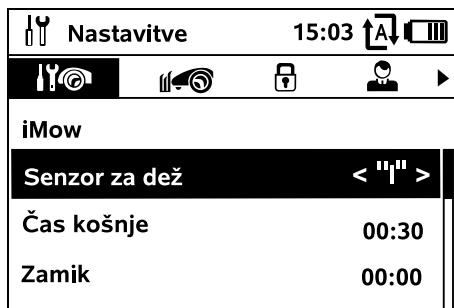 Nastavitve 15:03 A
iMow
Senzor za dež < "I" >
Čas košnje 00:30
Zamik 00:00